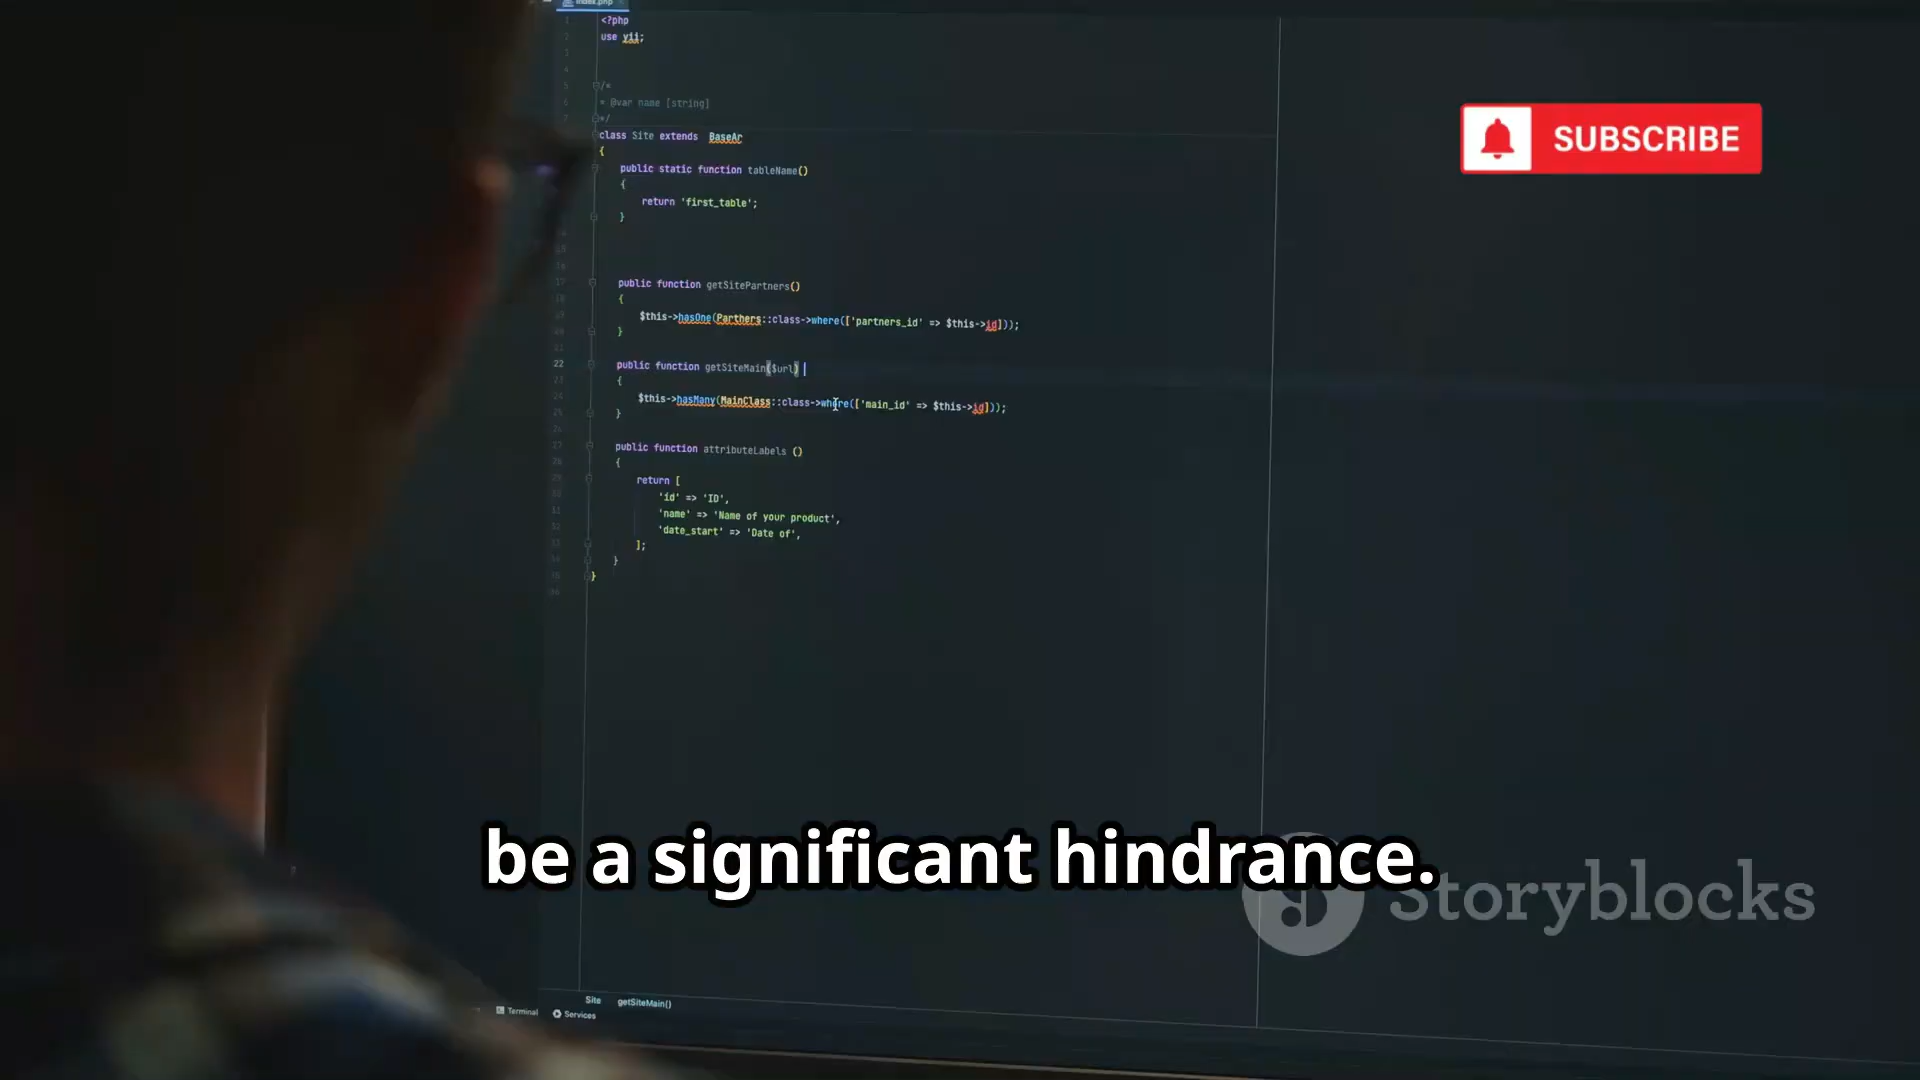 index.php
<?php
use yii;
/*
* @var name [string]
*/
class Site extends BaseAr
{
public static function tableName()
{
return 'first_table';
}
public function getSitePartners()
{
$this->hasOne(Parthers::class->where(['partners_id' => $this->id]));
}
public function getSiteMain($url)
{
$this->hasMany(MainClass::class->where(['main_id' => $this->id]));
}
public function attributeLabels ()
{
return [
'id' => 'ID',
'name' => 'Name of your product',
'date_start' => 'Date of',
];
}
}
SUBSCRIBE
be a significant hindrance.
Storyblocks
Site getSiteMain()
Terminal Services